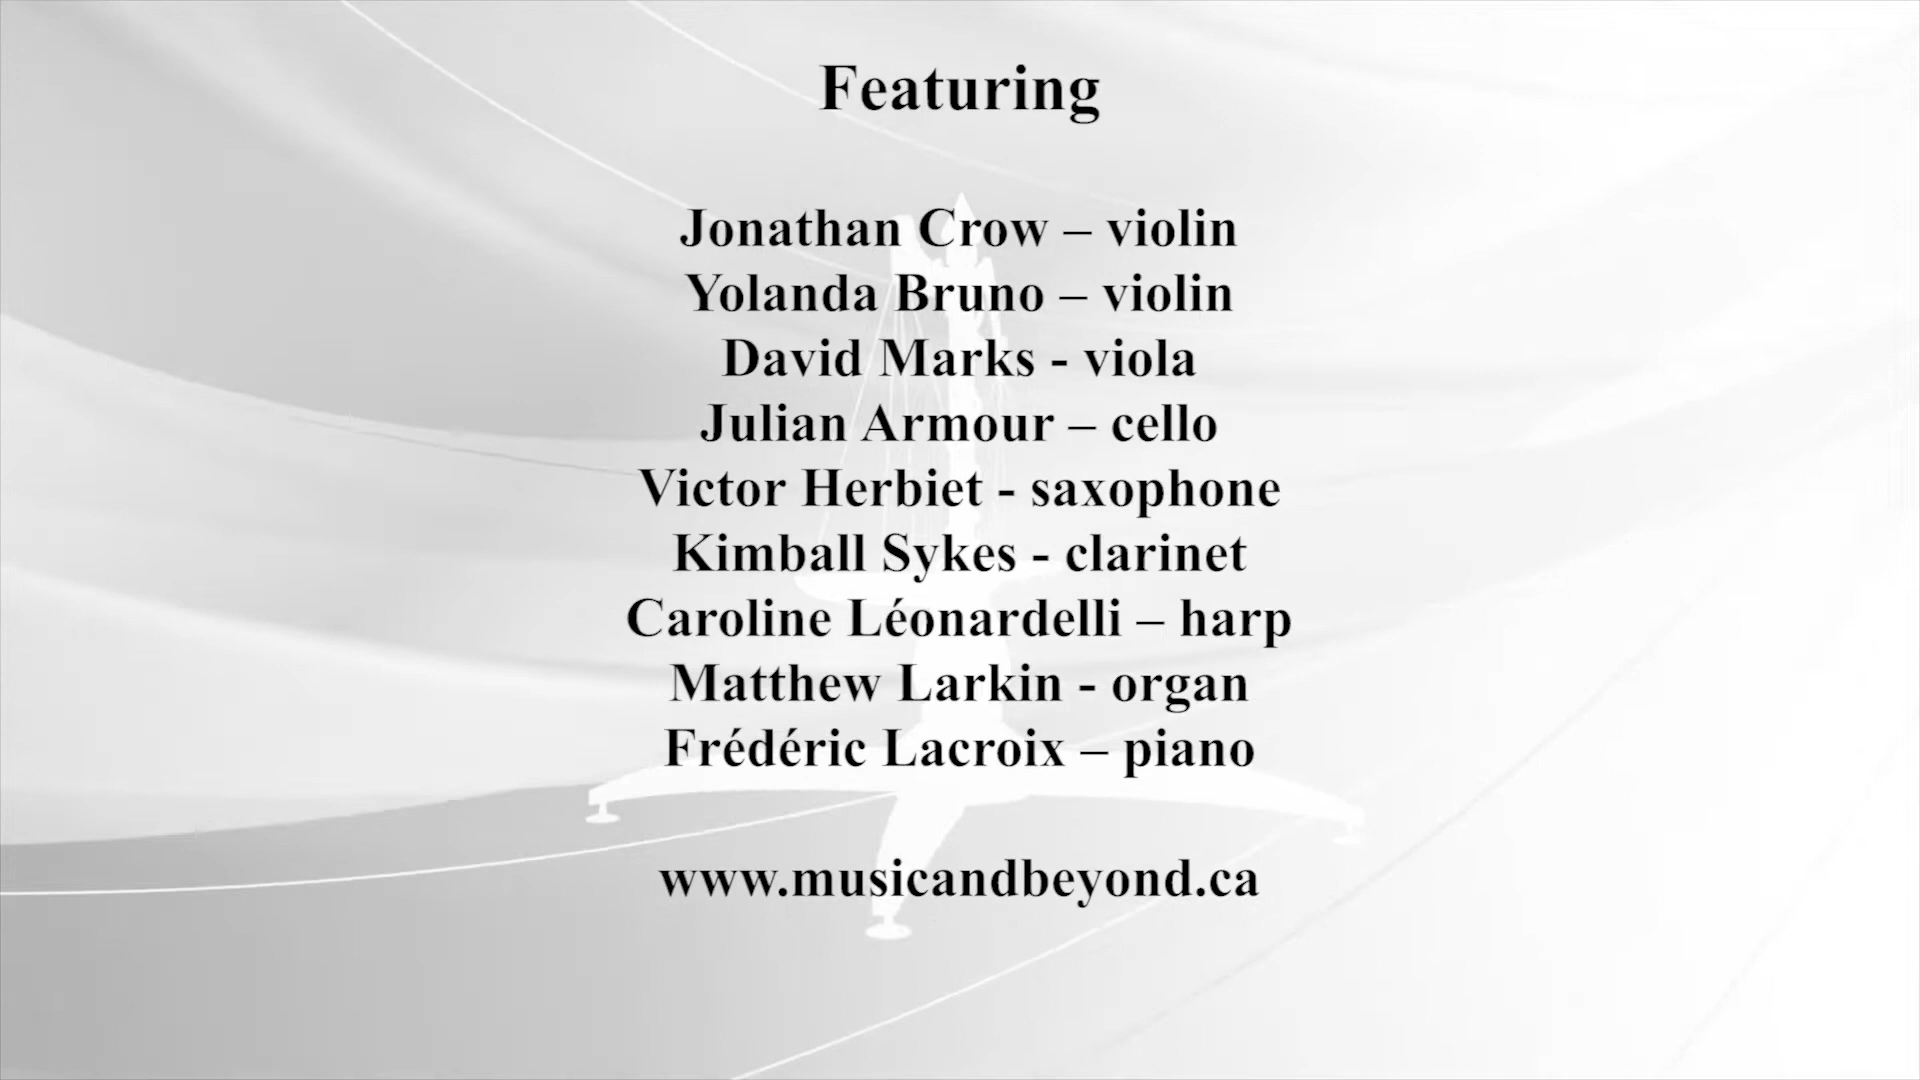 Featuring
Jonathan Crow – violin
Yolanda Bruno – violin
David Marks - viola
Julian Armour – cello
Victor Herbiet - saxophone
Kimball Sykes - clarinet
Caroline Léonardelli – harp
Matthew Larkin - organ
Frédéric Lacroix – piano
www.musicandbeyond.ca